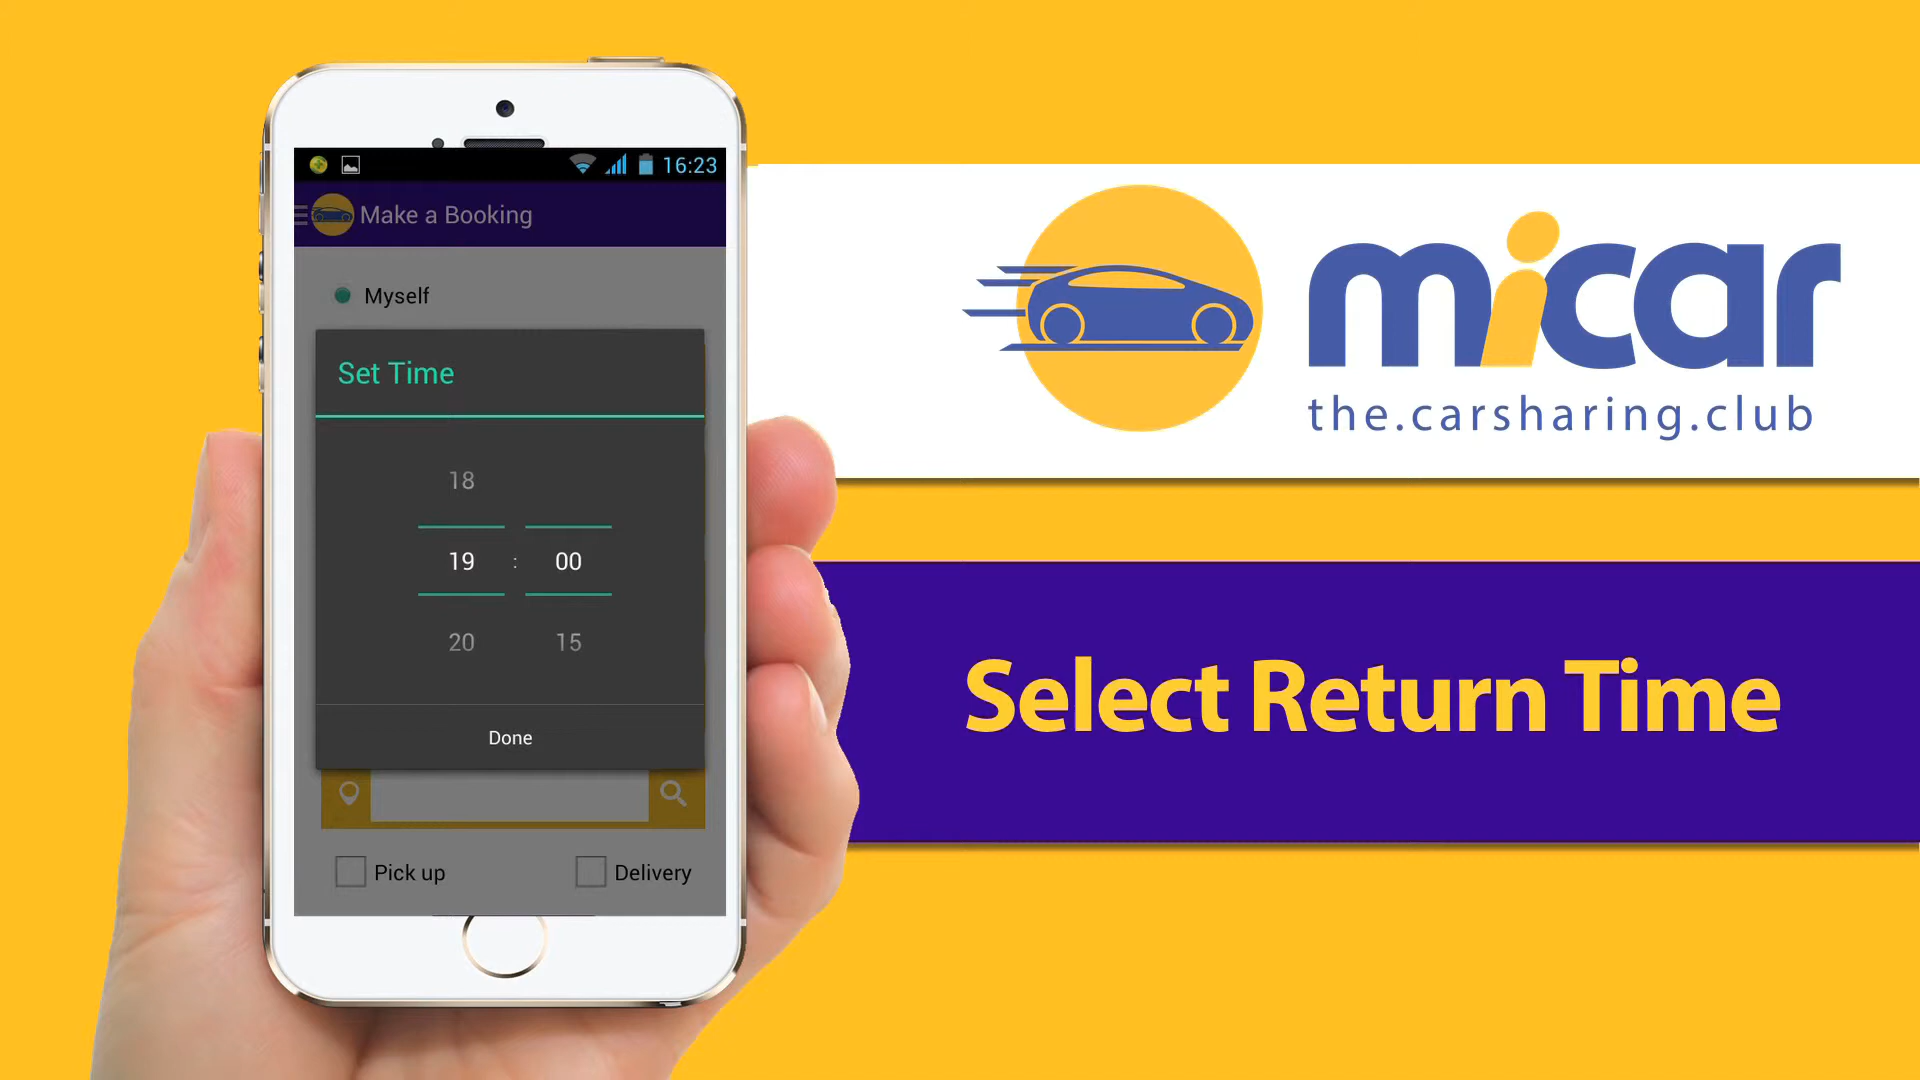 16:23
Make a Booking
Myself
Set Time
18
19 : 00
20 15
Done
Pick up Delivery
micar
the.carsharing.club
Select Return Time